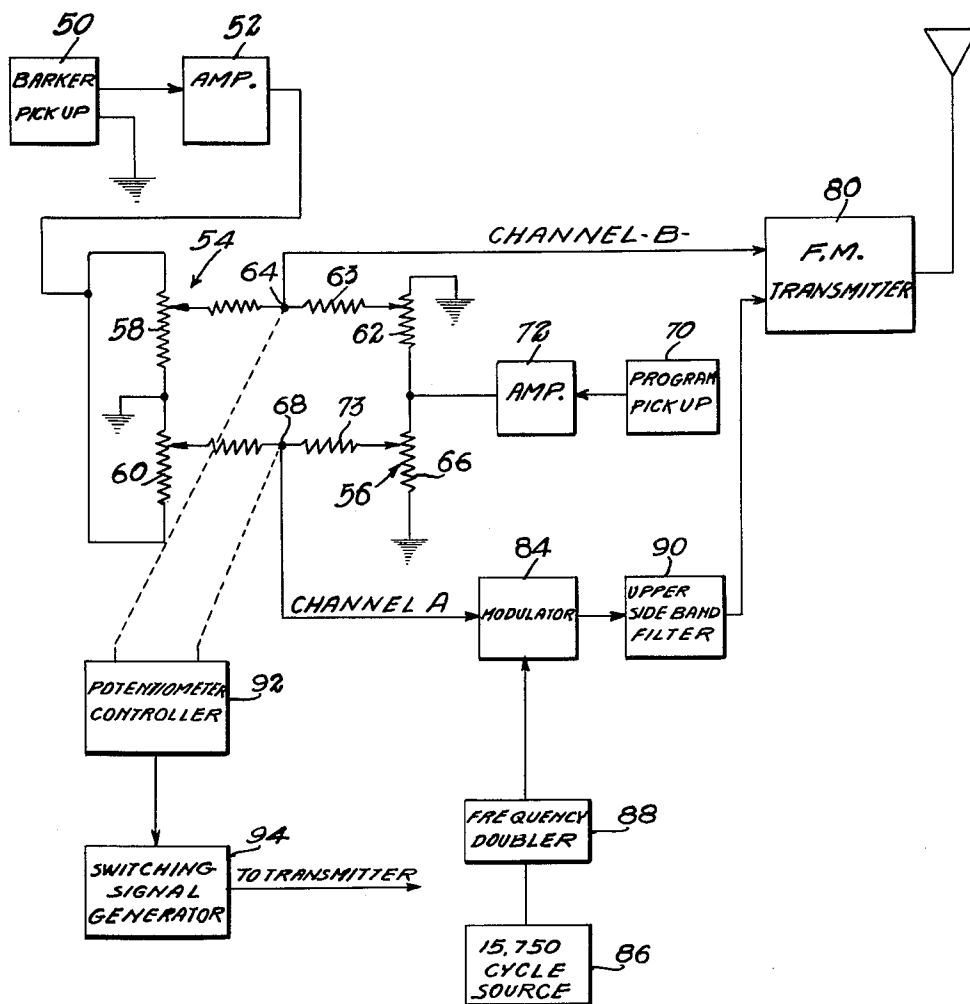 50
BARKER
PICK UP
52
AMP.
54
58
60
64
63
62
68
73
56
66
72
AMP.
70
PROGRAM
PICK UP
CHANNEL-B-
80
F.M.
TRANSMITTER
CHANNEL A
84
MODULATOR
90
UPPER
SIDE BAND
FILTER
POTENTIOMETER
CONTROLLER
92
FREQUENCY
DOUBLER
88
SWITCHING
SIGNAL
GENERATOR
94
TO TRANSMITTER
15,750
CYCLE
SOURCE
86